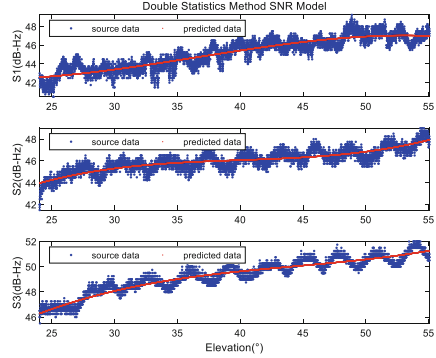 Double Statistics Method SNR Model
source data predicted data
S1(dB-Hz)
48
46
44
42
25 30 35 40 45 50 55
source data predicted data
S2(dB-Hz)
48
46
44
42
25 30 35 40 45 50 55
source data predicted data
S3(dB-Hz)
52
50
48
46
25 30 35 40 45 50 55
Elevation(°)